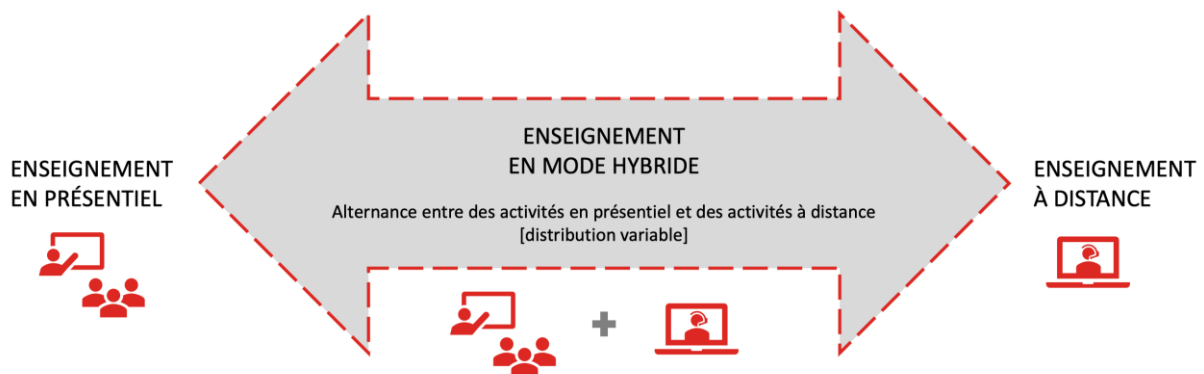 ENSEIGNEMENT
EN PRÉSENTIEL
ENSEIGNEMENT
EN MODE HYBRIDE
Alternance entre des activités en présentiel et des activités à distance
[distribution variable]
ENSEIGNEMENT
À DISTANCE